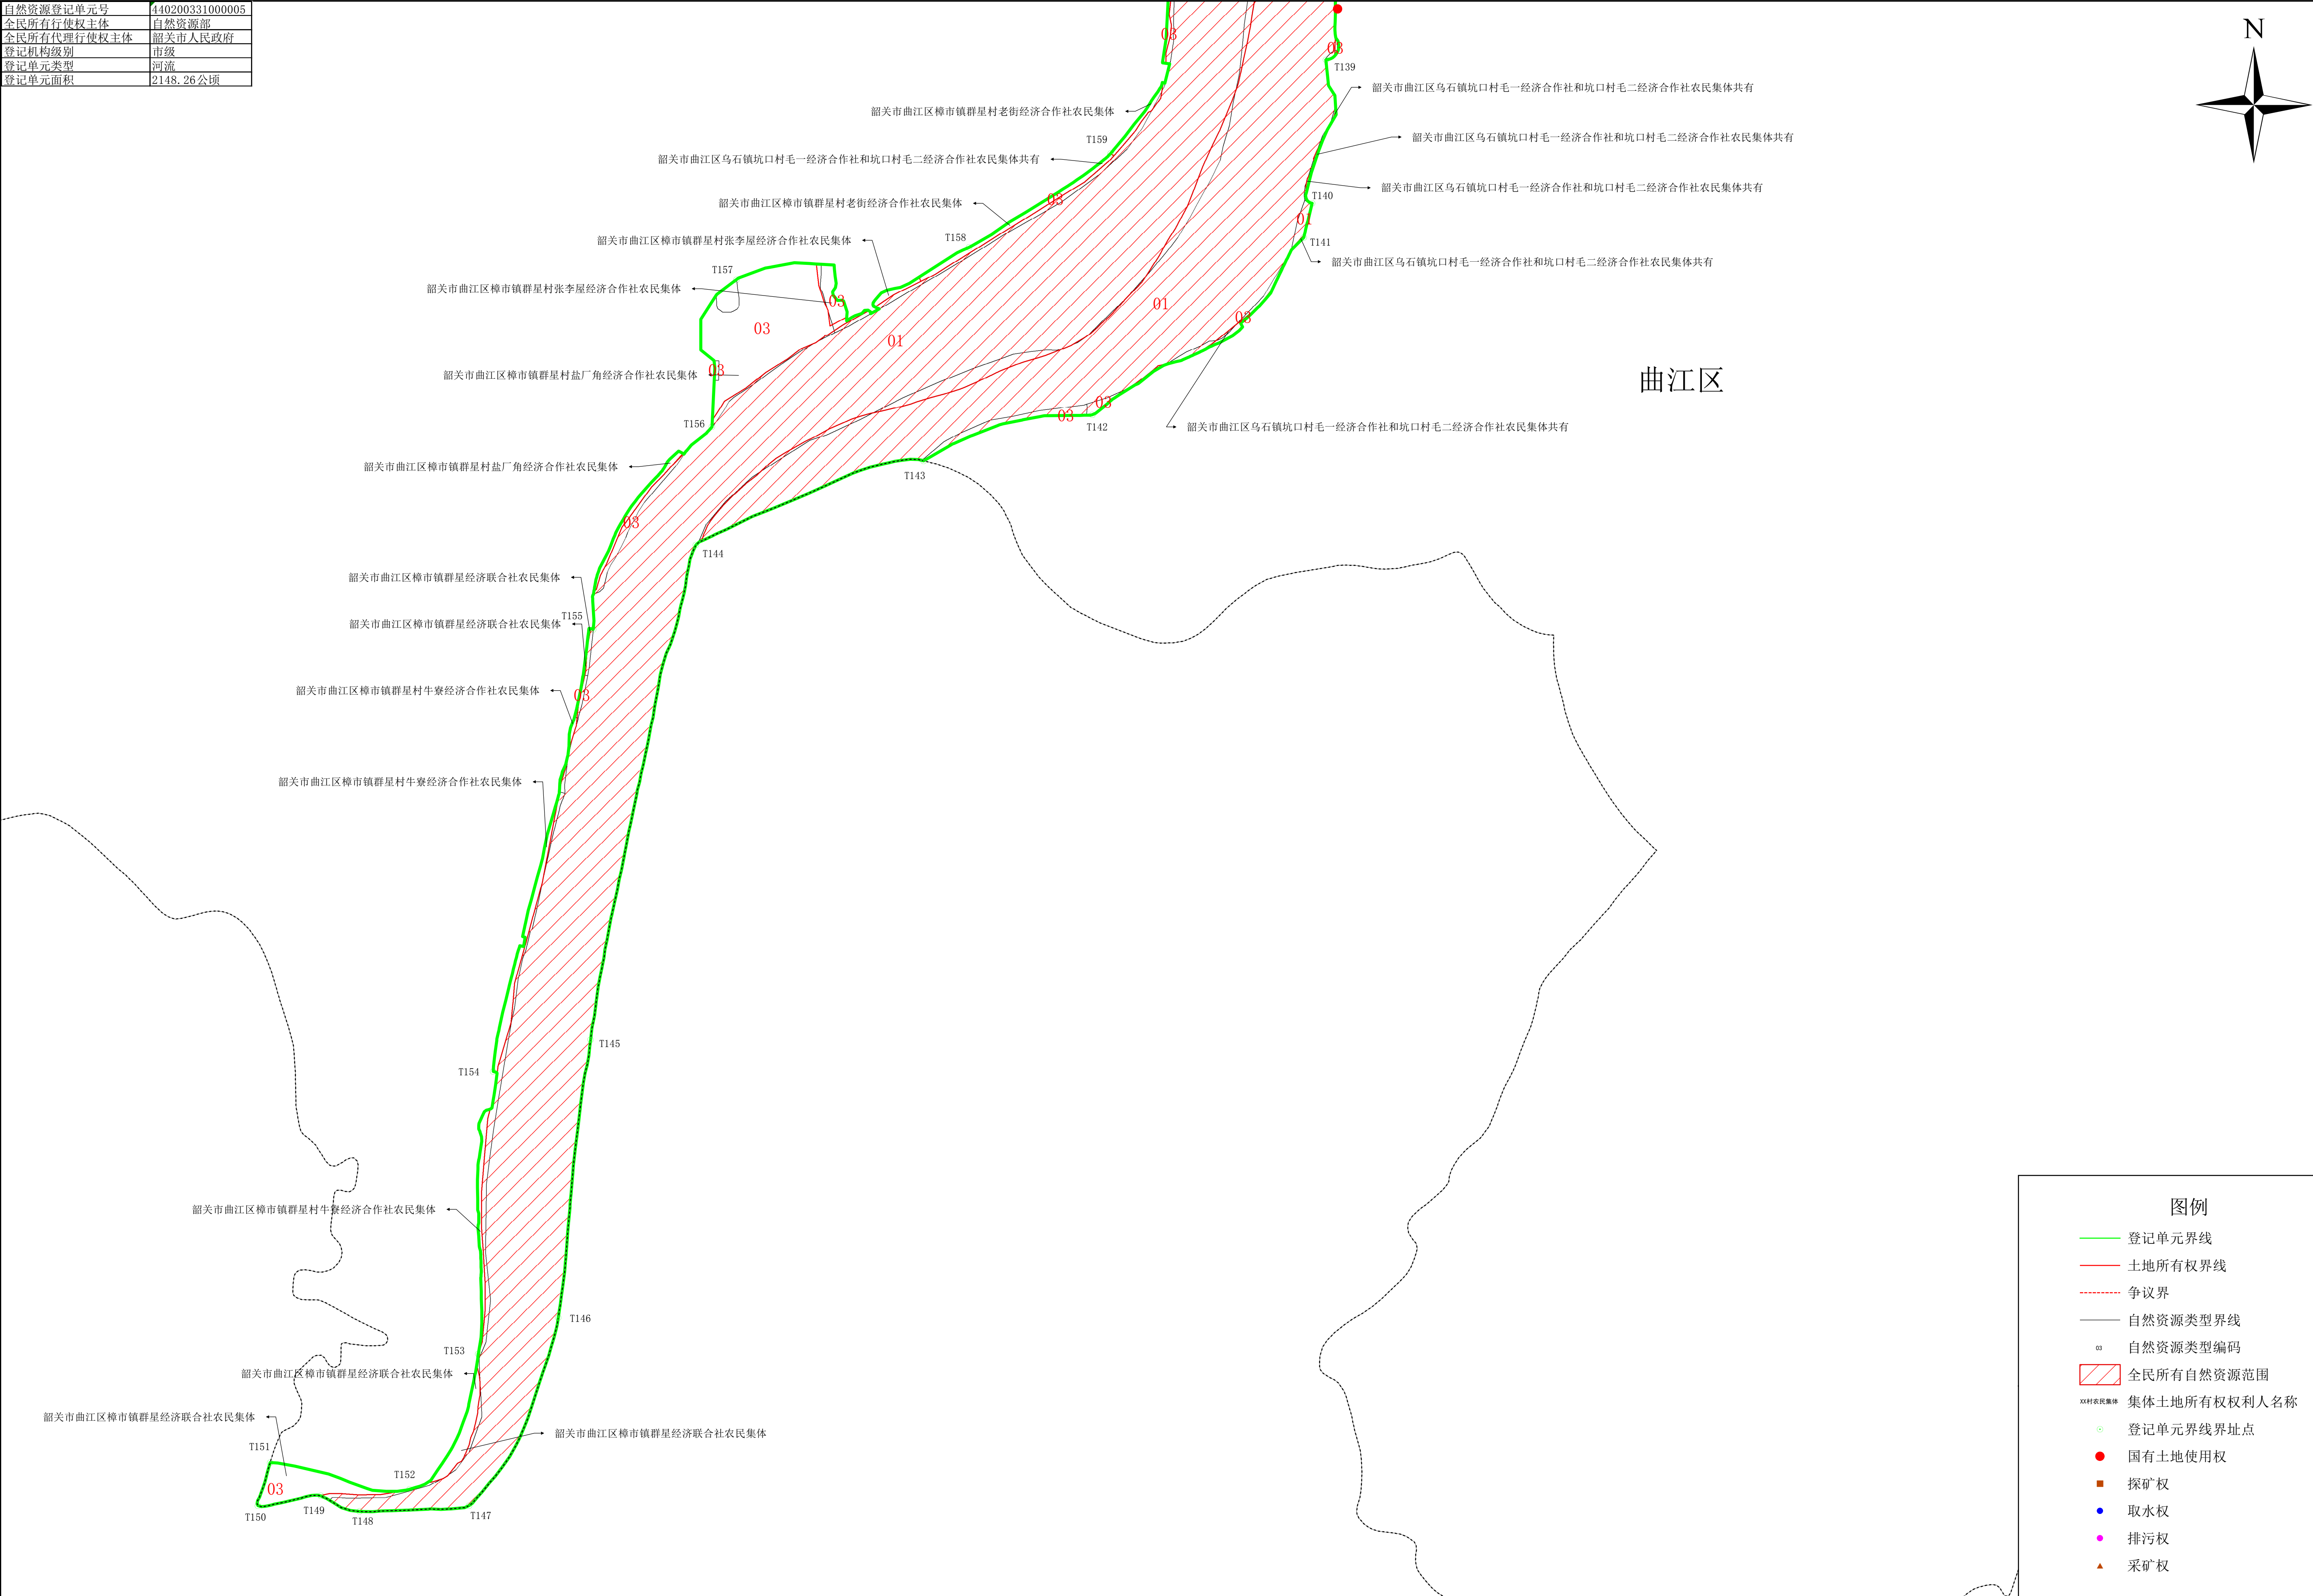 自然资源登记单元号 440200331000005
全民所有行使权主体 自然资源部
全民所有代理行使权主体 韶关市人民政府
登记机构级别 市级
登记单元类型 河流
登记单元面积 2148.26公顷
N
03
03
T139
韶关市曲江区乌石镇坑口村毛一经济合作社和坑口村毛二经济合作社农民集体共有
韶关市曲江区樟市镇群星村老街经济合作社农民集体
T159
韶关市曲江区乌石镇坑口村毛一经济合作社和坑口村毛二经济合作社农民集体共有
韶关市曲江区乌石镇坑口村毛一经济合作社和坑口村毛二经济合作社农民集体共有
韶关市曲江区乌石镇坑口村毛一经济合作社和坑口村毛二经济合作社农民集体共有
T140
03
韶关市曲江区樟市镇群星村老街经济合作社农民集体
01
T158
韶关市曲江区樟市镇群星村张李屋经济合作社农民集体
T141
韶关市曲江区乌石镇坑口村毛一经济合作社和坑口村毛二经济合作社农民集体共有
T157
韶关市曲江区樟市镇群星村张李屋经济合作社农民集体
03
01
03
03
01
03
韶关市曲江区樟市镇群星村盐厂角经济合作社农民集体
曲江区
03
03
T142
T156
韶关市曲江区乌石镇坑口村毛一经济合作社和坑口村毛二经济合作社农民集体共有
韶关市曲江区樟市镇群星村盐厂角经济合作社农民集体
T143
03
T144
韶关市曲江区樟市镇群星经济联合社农民集体
T155
韶关市曲江区樟市镇群星经济联合社农民集体
韶关市曲江区樟市镇群星村牛寮经济合作社农民集体
03
韶关市曲江区樟市镇群星村牛寮经济合作社农民集体
T145
T154
韶关市曲江区樟市镇群星村牛寮经济合作社农民集体
T146
T153
韶关市曲江区樟市镇群星经济联合社农民集体
韶关市曲江区樟市镇群星经济联合社农民集体
韶关市曲江区樟市镇群星经济联合社农民集体
T151
T152
03
T149
T150
T148
T147
图例
登记单元界线
土地所有权界线
争议界
自然资源类型界线
03 自然资源类型编码
全民所有自然资源范围
XX村农民集体 集体土地所有权权利人名称
登记单元界线界址点
国有土地使用权
探矿权
取水权
排污权
采矿权